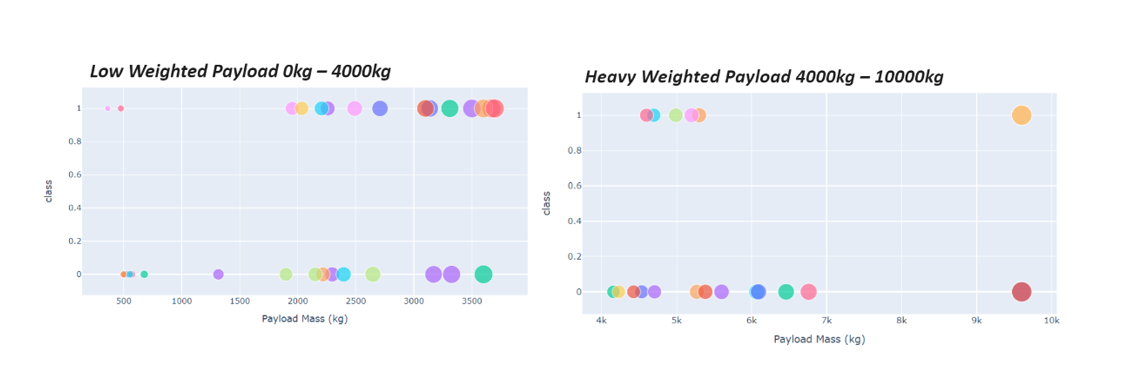 Low Weighted Payload 0kg – 4000kg
class
1
0.8
0.6
0.4
0.2
0
500 1000 1500 2000 2500 3000 3500
Payload Mass (kg)
Heavy Weighted Payload 4000kg – 10000kg
class
1
0.8
0.6
0.4
0.2
0
4k 5k 6k 7k 8k 9k 10k
Payload Mass (kg)